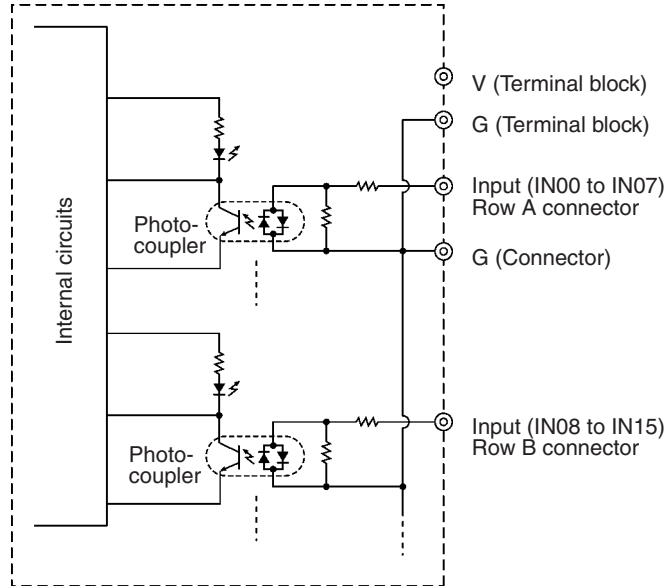 V (Terminal block)
G (Terminal block)
Input (IN00 to IN07)
Row A connector
G (Connector)
Internal circuits
Photo-
coupler
Input (IN08 to IN15)
Row B connector
Photo-
coupler